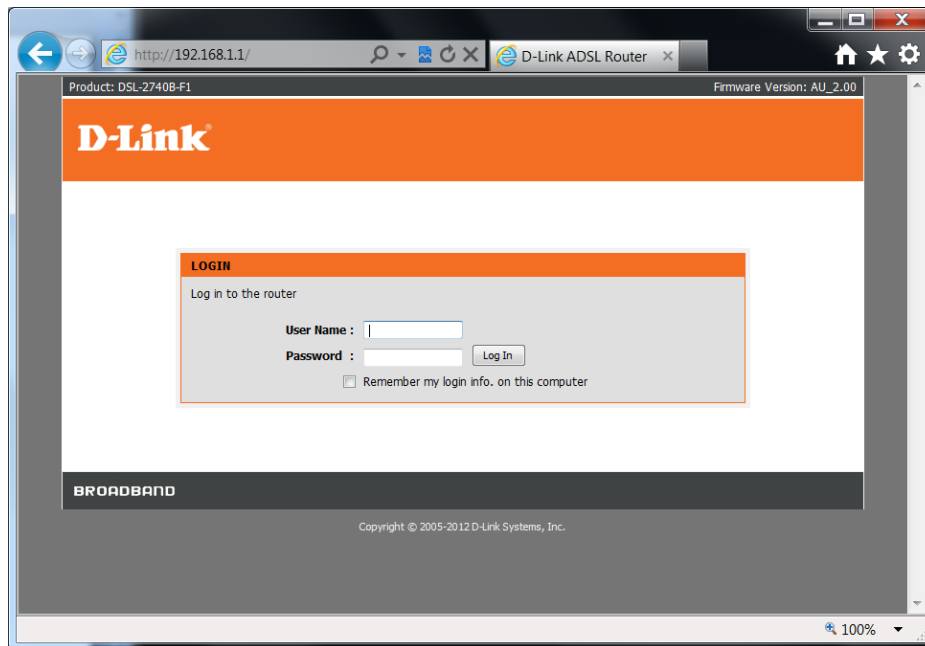 http://192.168.1.1/
D-Link ADSL Router
Product: DSL-2740B-F1
Firmware Version: AU_2.00
D-Link
LOGIN
Log in to the router
User Name :
Password :
Log In
Remember my login info. on this computer
BROADBAND
Copyright © 2005-2012 D-Link Systems, Inc.
100%